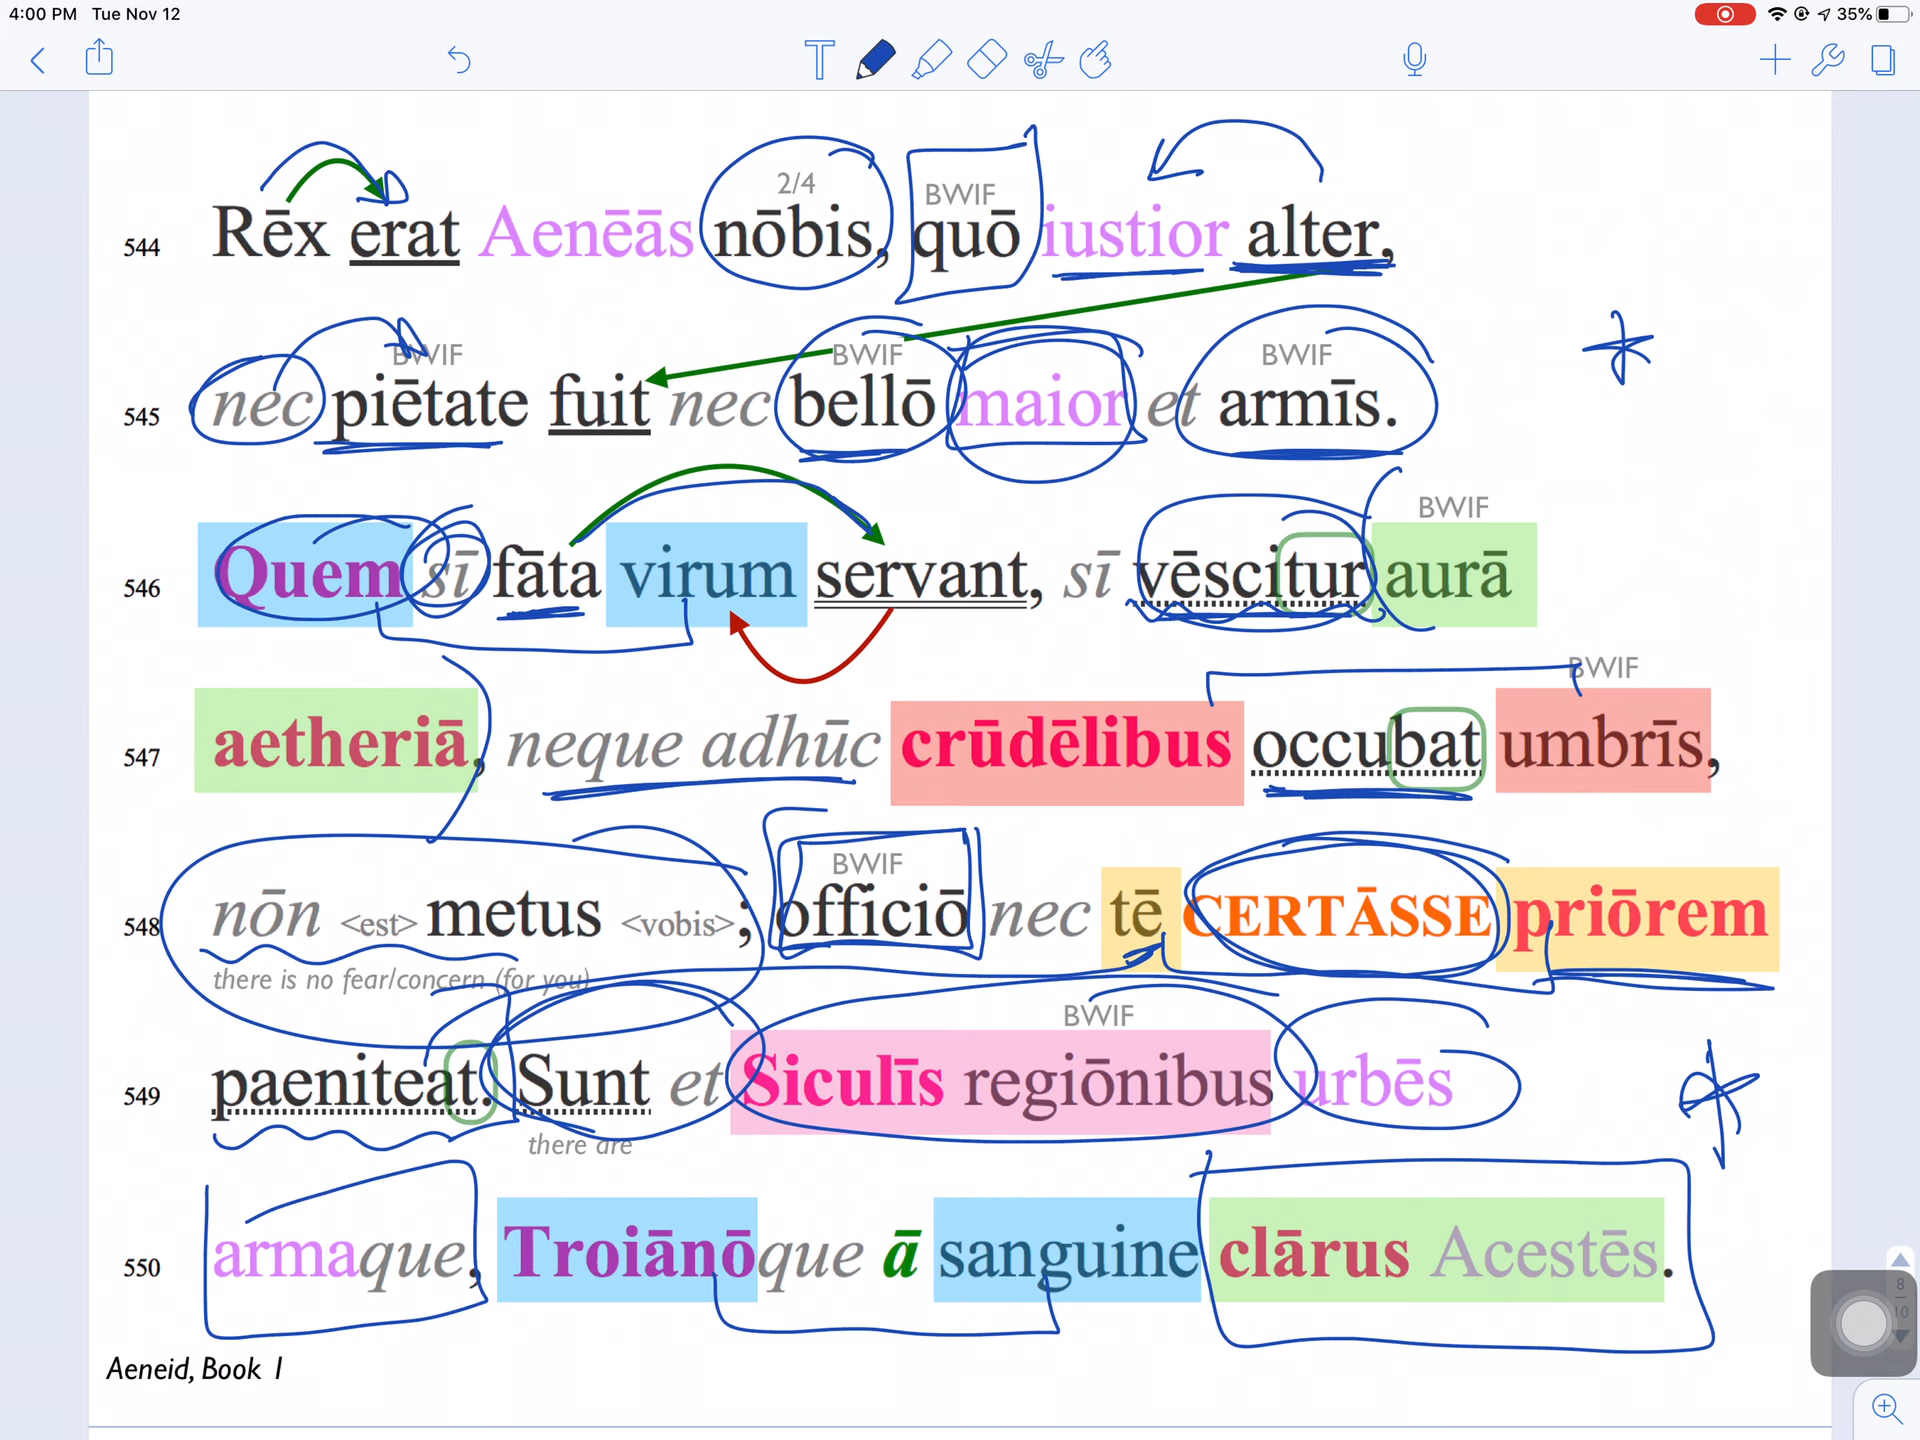 4:00 PM Tue Nov 12 35%
2/4 BWIF
544 Rēx erat Aenēās nōbis, quō iustior alter,
BWIF BWIF BWIF
545 nec piētate fuit nec bellō maior et armīs.
BWIF
546 Quem sī fāta virum servant, sī vēscitur aurā
BWIF
547 aetheriā, neque adhūc crūdēlibus occubat umbrīs,
BWIF
548 nōn <est> metus <vobis>; officiō nec tē CERTĀSSE priōrem
there is no fear/concern (for you)
BWIF
549 paeniteat. Sunt et Siculīs regiōnibus urbēs
there are
550 armaque, Troiānōque ā sanguine clārus Acestēs.
8
10
Aeneid, Book 1